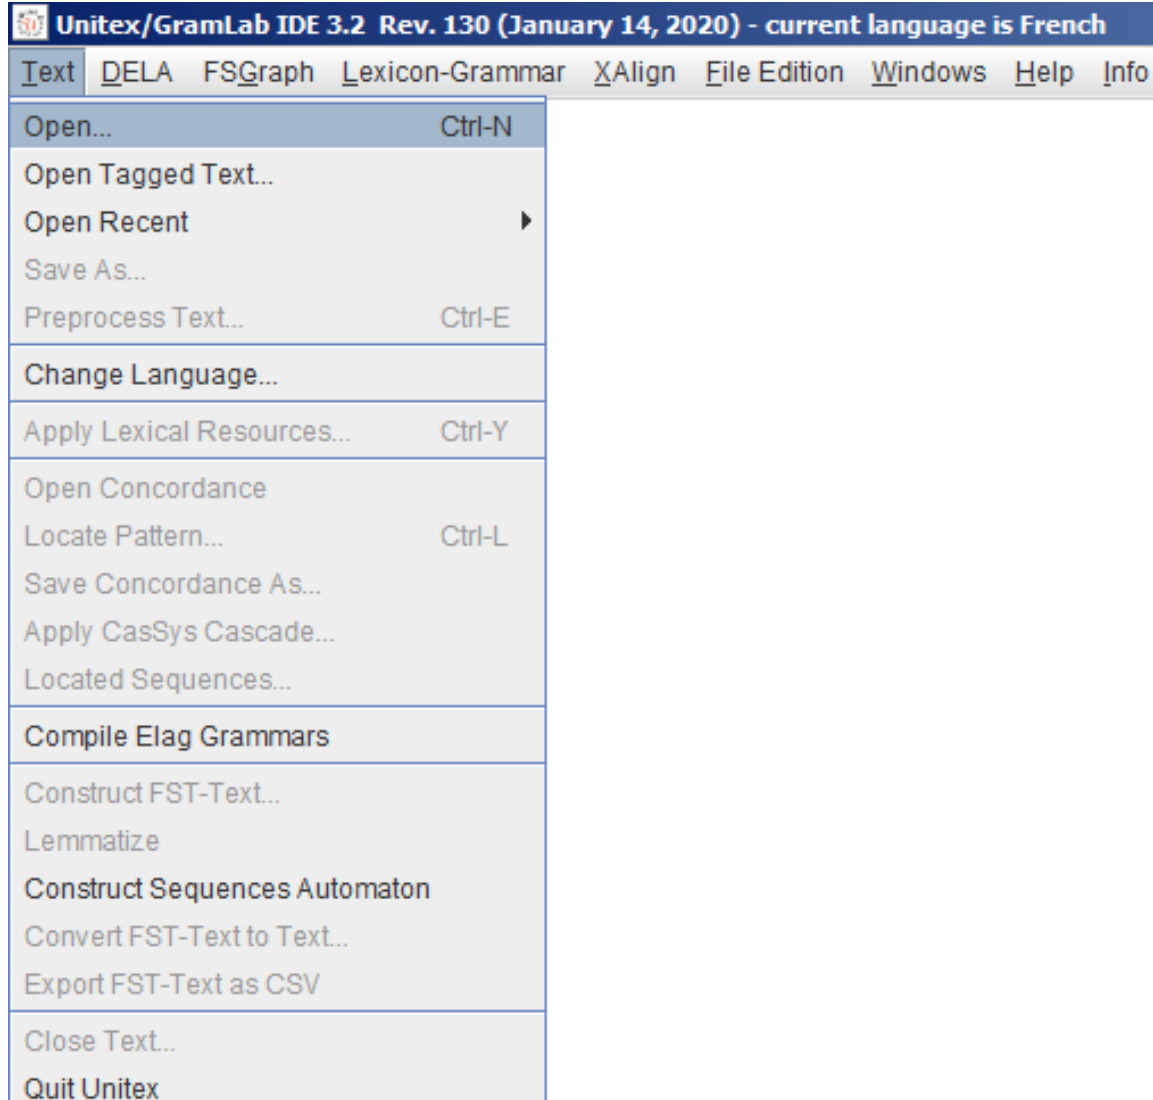 Unitex/GramLab IDE 3.2 Rev. 130 (January 14, 2020) - current language is French
Text DELA FSGraph Lexicon-Grammar XAlign File Edition Windows Help Info
Open... Ctrl-N
Open Tagged Text...
Open Recent
Save As...
Preprocess Text... Ctrl-E
Change Language...
Apply Lexical Resources... Ctrl-Y
Open Concordance
Locate Pattern... Ctrl-L
Save Concordance As...
Apply CasSys Cascade...
Located Sequences...
Compile Elag Grammars
Construct FST-Text...
Lemmatize
Construct Sequences Automaton
Convert FST-Text to Text...
Export FST-Text as CSV
Close Text...
Quit Unitex